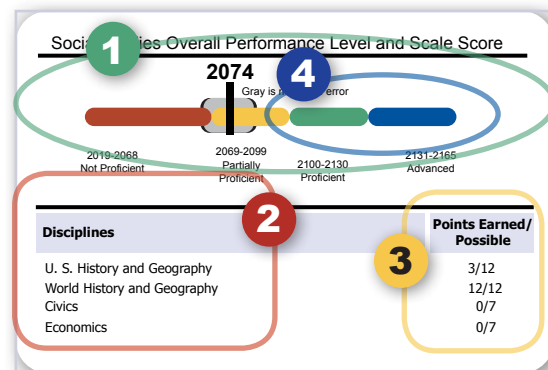 Social ies Overall Performance Level and Scale Score
1
2074
4
Gray is error
2019-2068
Not Proficient
2069-2099
Partially
Proficient
2100-2130
Proficient
2131-2165
Advanced
2
Disciplines
Points Earned/
Possible
3
U. S. History and Geography 3/12
World History and Geography 12/12
Civics 0/7
Economics 0/7